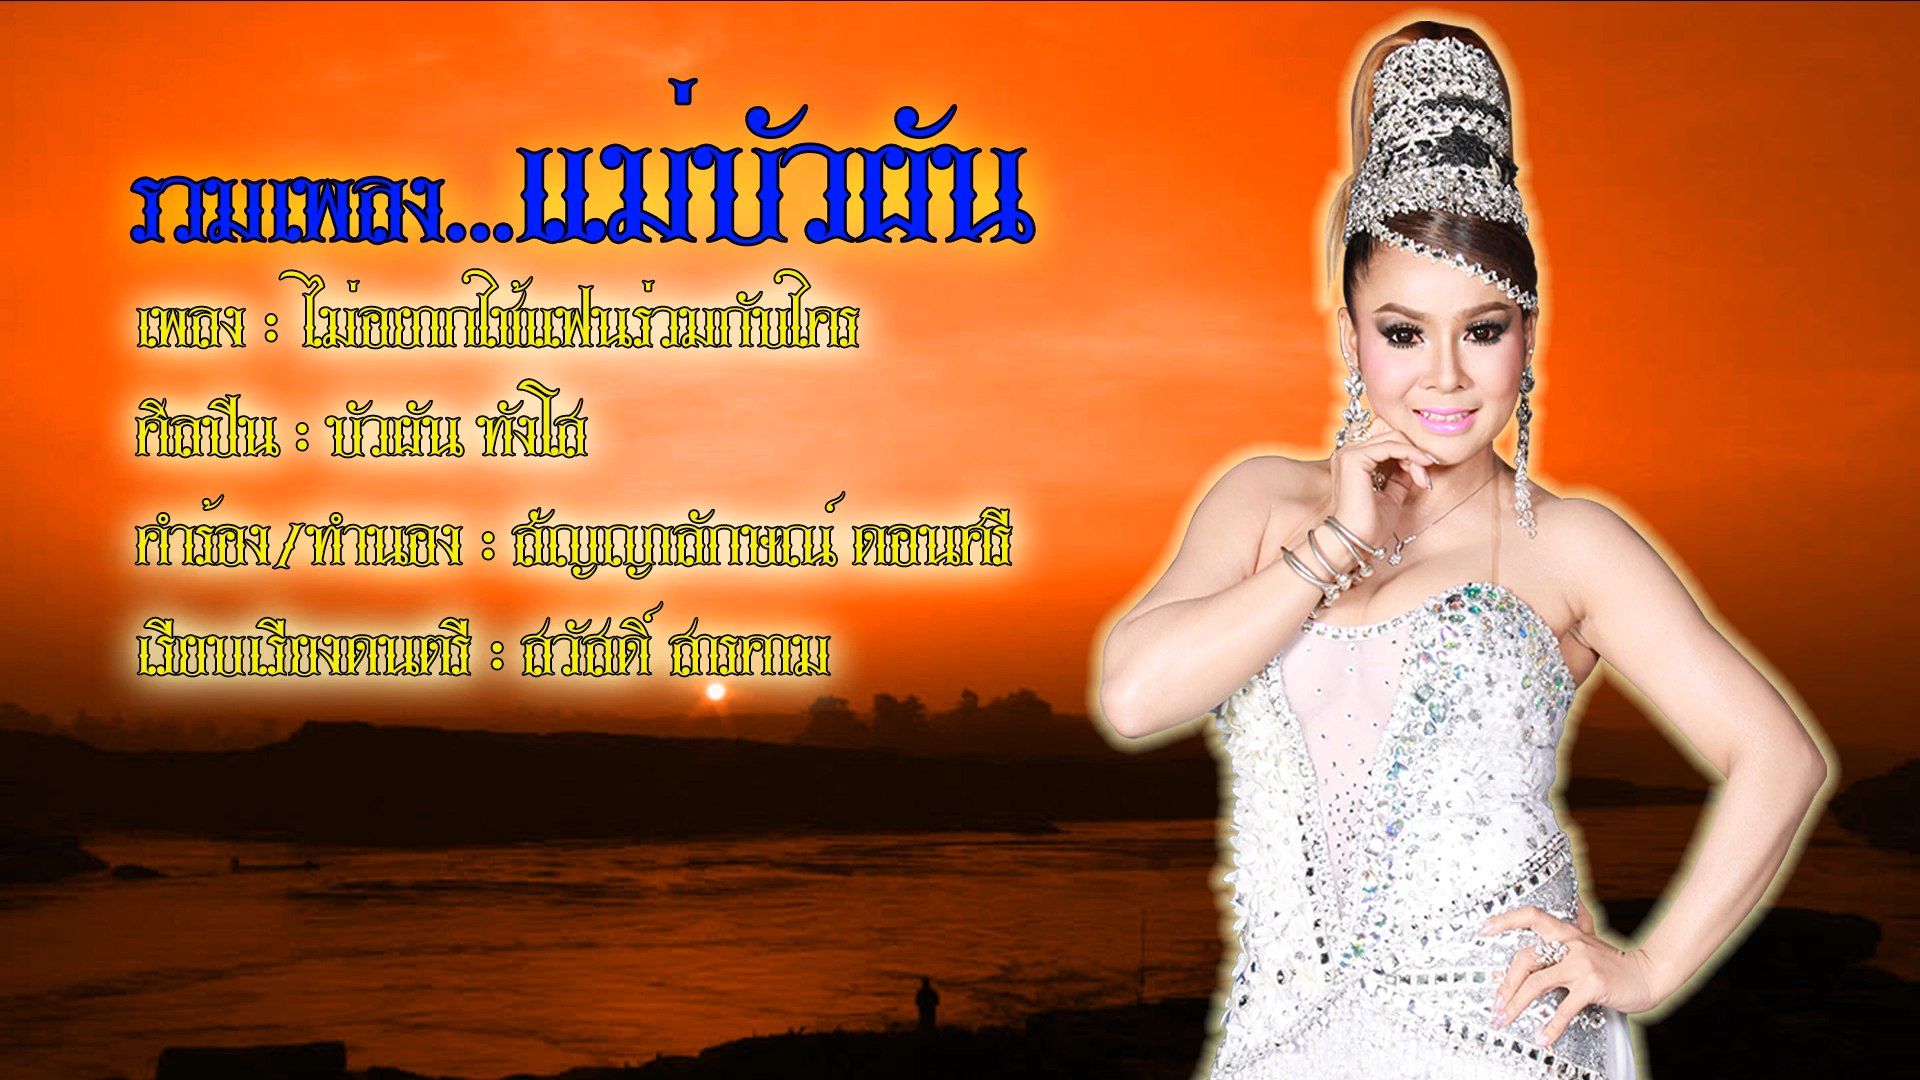 รวมเพลง...แม่บัวผัน
เพลง : ไม่อยากใช้แฟนร่วมกับใคร
ศิลปิน : บัวผัน ทังโส
คำร้อง/ทำนอง : สัญญาลักษณ์ ดอนศรี
เรียบเรียงดนตรี : สวัสดิ์ สารคาม